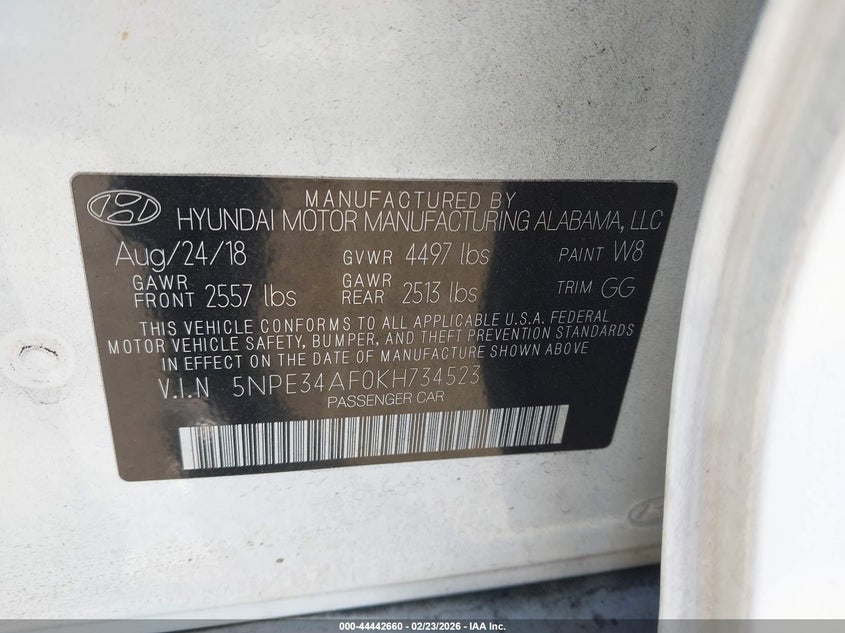 MANUFACTURED BY
HYUNDAI MOTOR MANUFACTURING ALABAMA, LLC
Aug/24/18 GVWR 4497 lbs PAINT W8
GAWR FRONT 2557 lbs GAWR REAR 2513 lbs TRIM GG
THIS VEHICLE CONFORMS TO ALL APPLICABLE U.S.A. FEDERAL
MOTOR VEHICLE SAFETY, BUMPER, AND THEFT PREVENTION STANDARDS
IN EFFECT ON THE DATE OF MANUFACTURE SHOWN ABOVE
V.I.N 5NPE34AF0KH734523
PASSENGER CAR
000-44442660 - 02/23/2026 - IAA Inc.